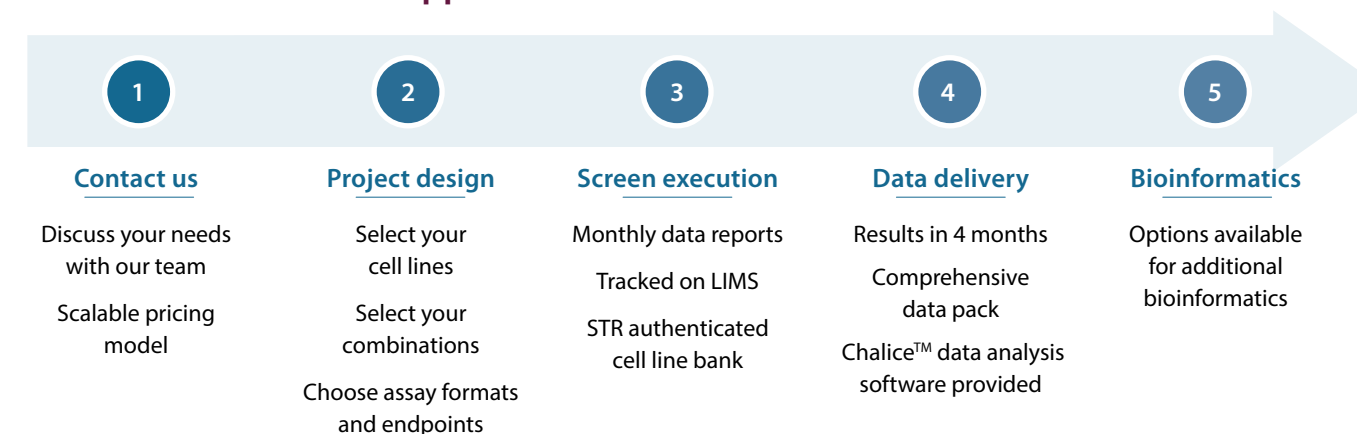 1
2
3
4
5
Contact us
Discuss your needs
with our team
Scalable pricing
model
Project design
Select your
cell lines
Select your
combinations
Choose assay formats
and endpoints
Screen execution
Monthly data reports
Tracked on LIMS
STR authenticated
cell line bank
Data delivery
Results in 4 months
Comprehensive
data pack
Chalice™ data analysis
software provided
Bioinformatics
Options available
for additional
bioinformatics